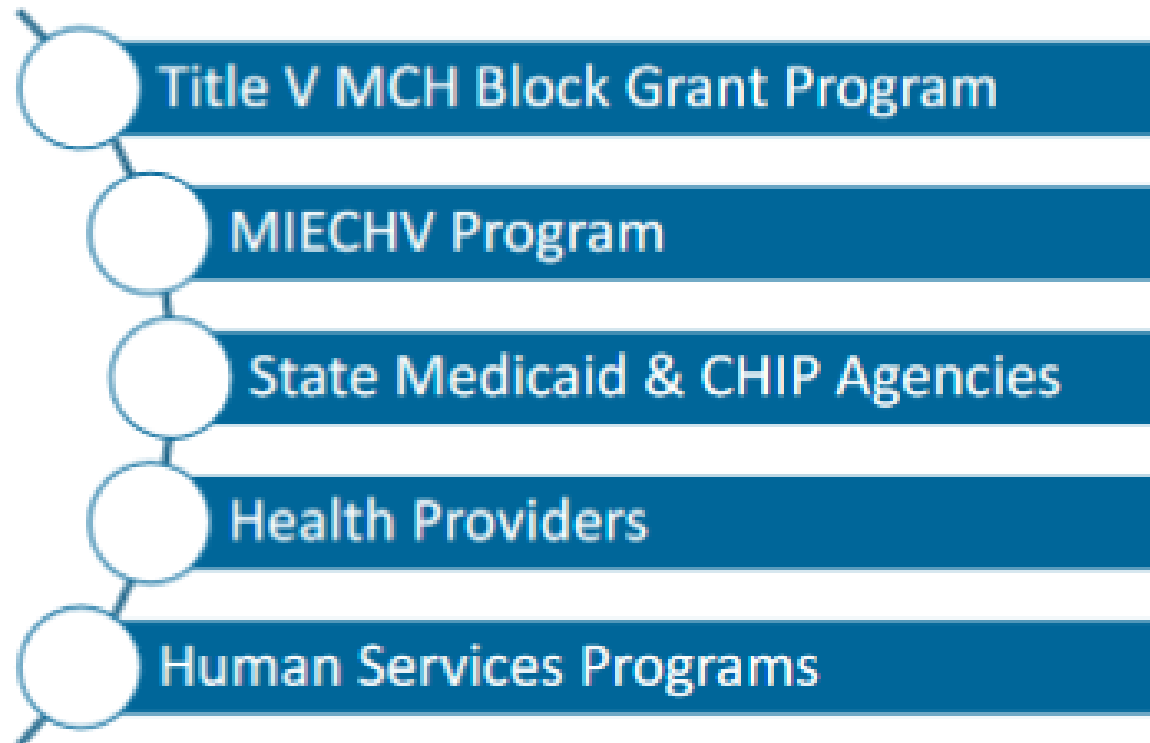 Title V MCH Block Grant Program
MIECHV Program
State Medicaid & CHIP Agencies
Health Providers
Human Services Programs